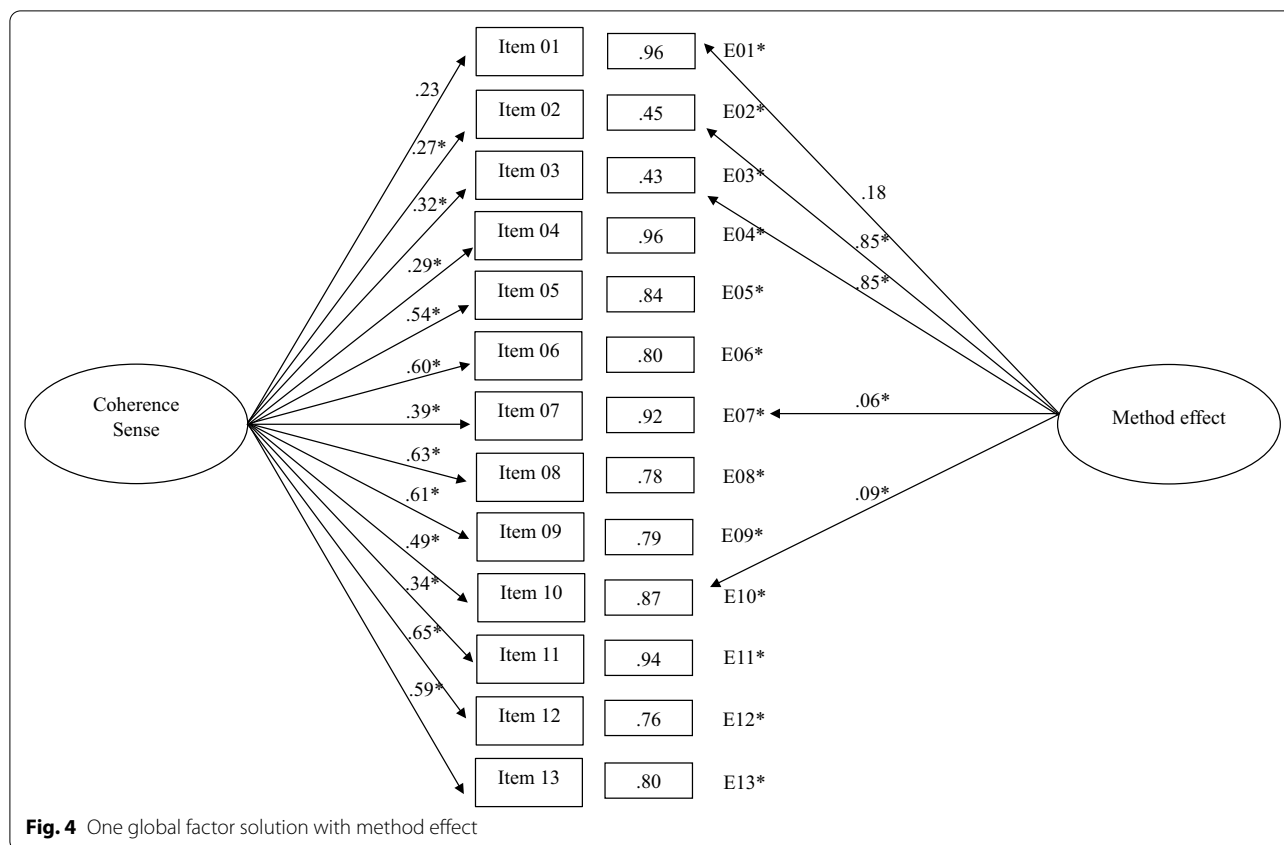 Item 01 .96 E01*
.23
Item 02 .45 E02*
.27*
Item 03 .43 E03*
.32* .18
Item 04 .96 E04*
.29* .85*
.85*
Item 05 .84 E05*
.54*
Item 06 .80 E06*
.60*
Coherence
Sense
Item 07 .92 E07*
.39* .06*
Method effect
.63*
Item 08 .78 E08*
.61* .09*
Item 09 .79 E09*
.49*
Item 10 .87 E10*
.34*
.65*
Item 11 .94 E11*
.59*
Item 12 .76 E12*
Item 13 .80 E13*
Fig. 4 One global factor solution with method effect